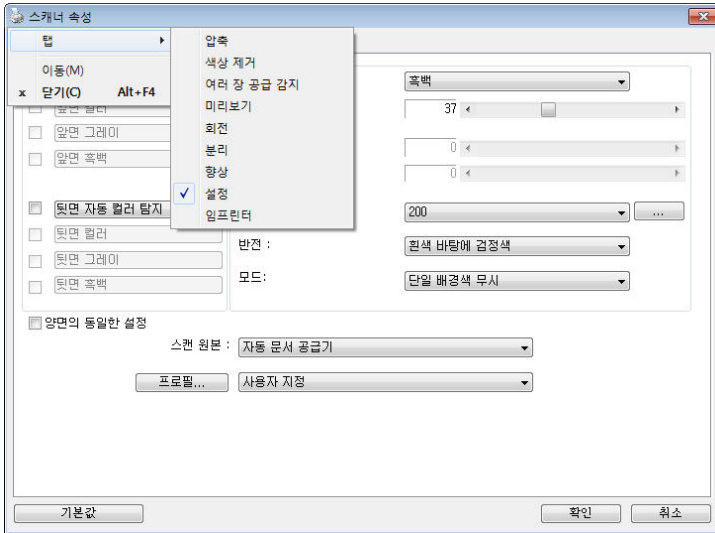 스캐너 속성
탭
이동(M)
x 닫기(C) Alt+F4
압축
색상 제거
여러 장 공급 감지
미리보기
회전
분리
향상
설정
임프린터
흑백
37
앞면 컬러
앞면 그레이
0
앞면 흑백
0
뒷면 자동 컬러 탐지
200
...
뒷면 컬러
반전 :
흰색 바탕에 검정색
뒷면 그레이
모드:
단일 배경색 무시
뒷면 흑백
양면의 동일한 설정
스캔 원본 :
자동 문서 공급기
프로필...
사용자 지정
기본값
확인
취소